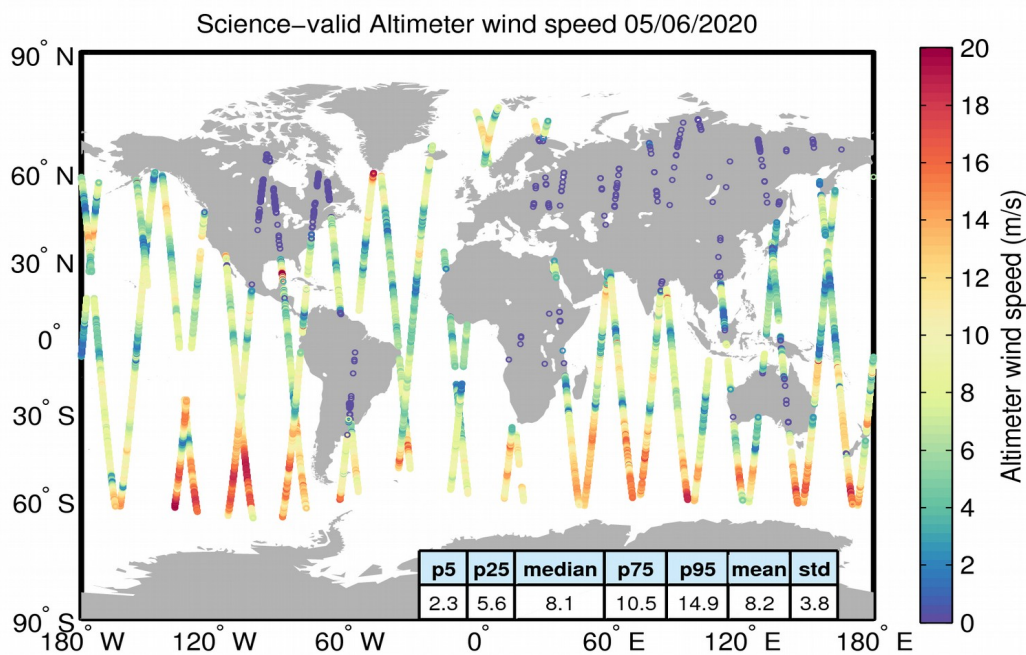 Science−valid Altimeter wind speed 05/06/2020
90° N
60° N
30° N
0°
30° S
60° S
90° S
180° W 120° W 60° W 0° 60° E 120° E 180° E
p5 p25 median p75 p95 mean std
2.3 5.6 8.1 10.5 14.9 8.2 3.8
20
18
16
14
12
10
8
6
4
2
0
Altimeter wind speed (m/s)